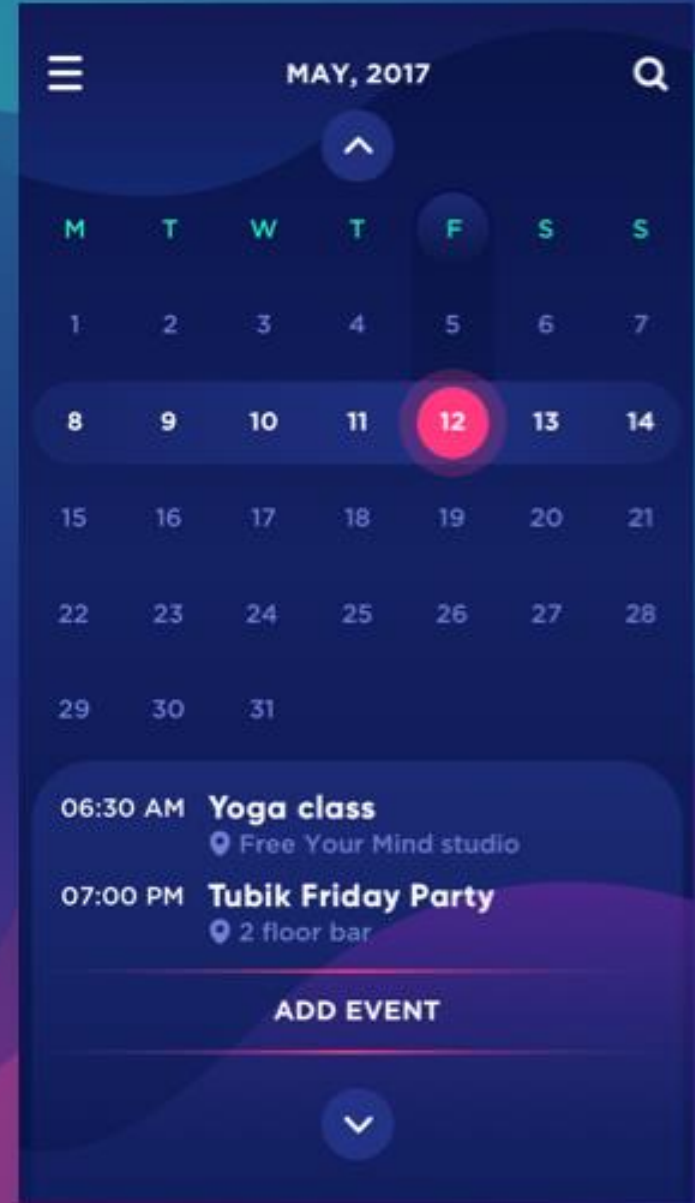 MAY, 2017
M T W T F S S
1 2 3 4 5 6 7
8 9 10 11 12 13 14
15 16 17 18 19 20 21
22 23 24 25 26 27 28
29 30 31
06:30 AM Yoga class
Free Your Mind studio
07:00 PM Tubik Friday Party
2 floor bar
ADD EVENT